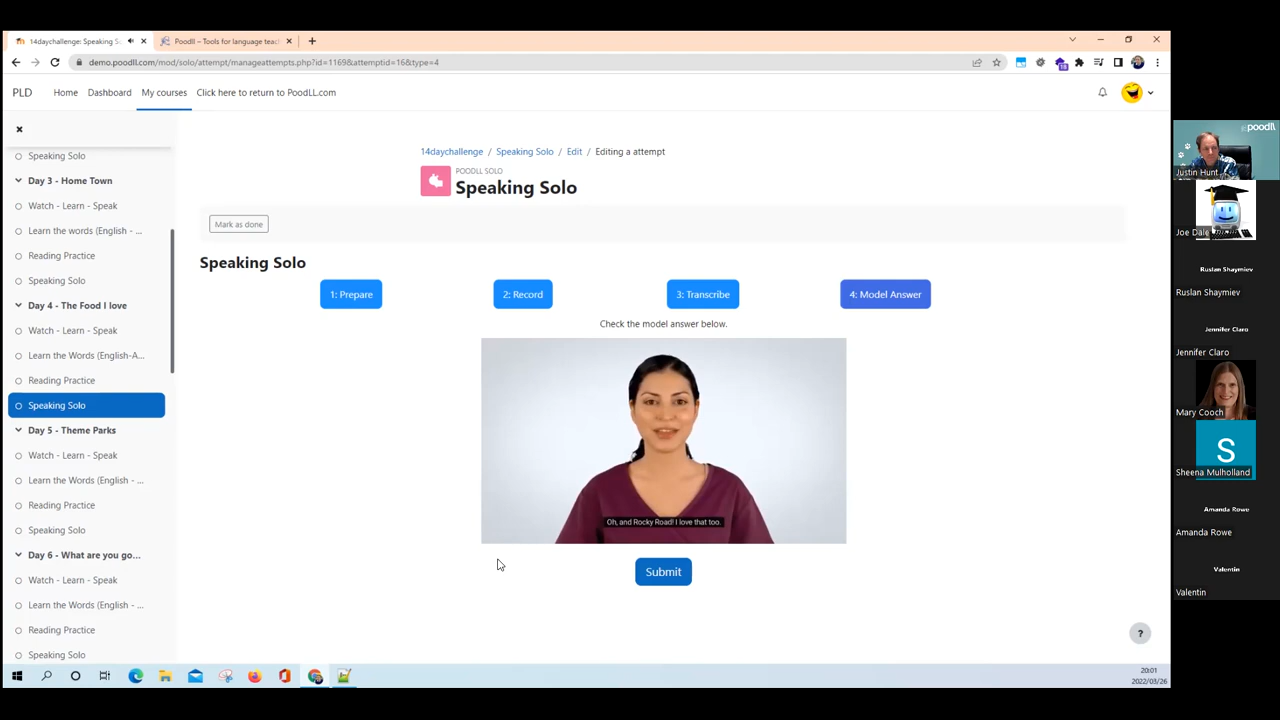 14daychallenge: Speaking S
Poodll – Tools for language teac
demo.poodll.com/mod/solo/attempt/manageattempts.php?id=1169&attemptid=16&type=4
PLD
Home
Dashboard
My courses
Click here to return to PoodLL.com
Speaking Solo
Day 3 - Home Town
Watch - Learn - Speak
Learn the words (English - ...
Reading Practice
Speaking Solo
Day 4 - The Food I love
Watch - Learn - Speak
Learn the Words (English-A...
Reading Practice
Speaking Solo
Day 5 - Theme Parks
Watch - Learn - Speak
Learn the Words (English - ...
Reading Practice
Speaking Solo
Day 6 - What are you go...
Watch - Learn - Speak
Learn the Words (English - ...
Reading Practice
Speaking Solo
14daychallenge / Speaking Solo / Edit / Editing a attempt
POODLL SOLO
Speaking Solo
Mark as done
Speaking Solo
1: Prepare
2: Record
3: Transcribe
4: Model Answer
Check the model answer below.
Oh, and Rocky Road! I love that too.
Submit
?
20:01
2022/03/26
poodll
Justin Hunt
Joe Dale
Ruslan Shaymiev
Ruslan Shaymiev
Jennifer Claro
Jennifer Claro
Mary Cooch
S
Sheena Mulholland
Amanda Rowe
Amanda Rowe
Valentin
Valentin